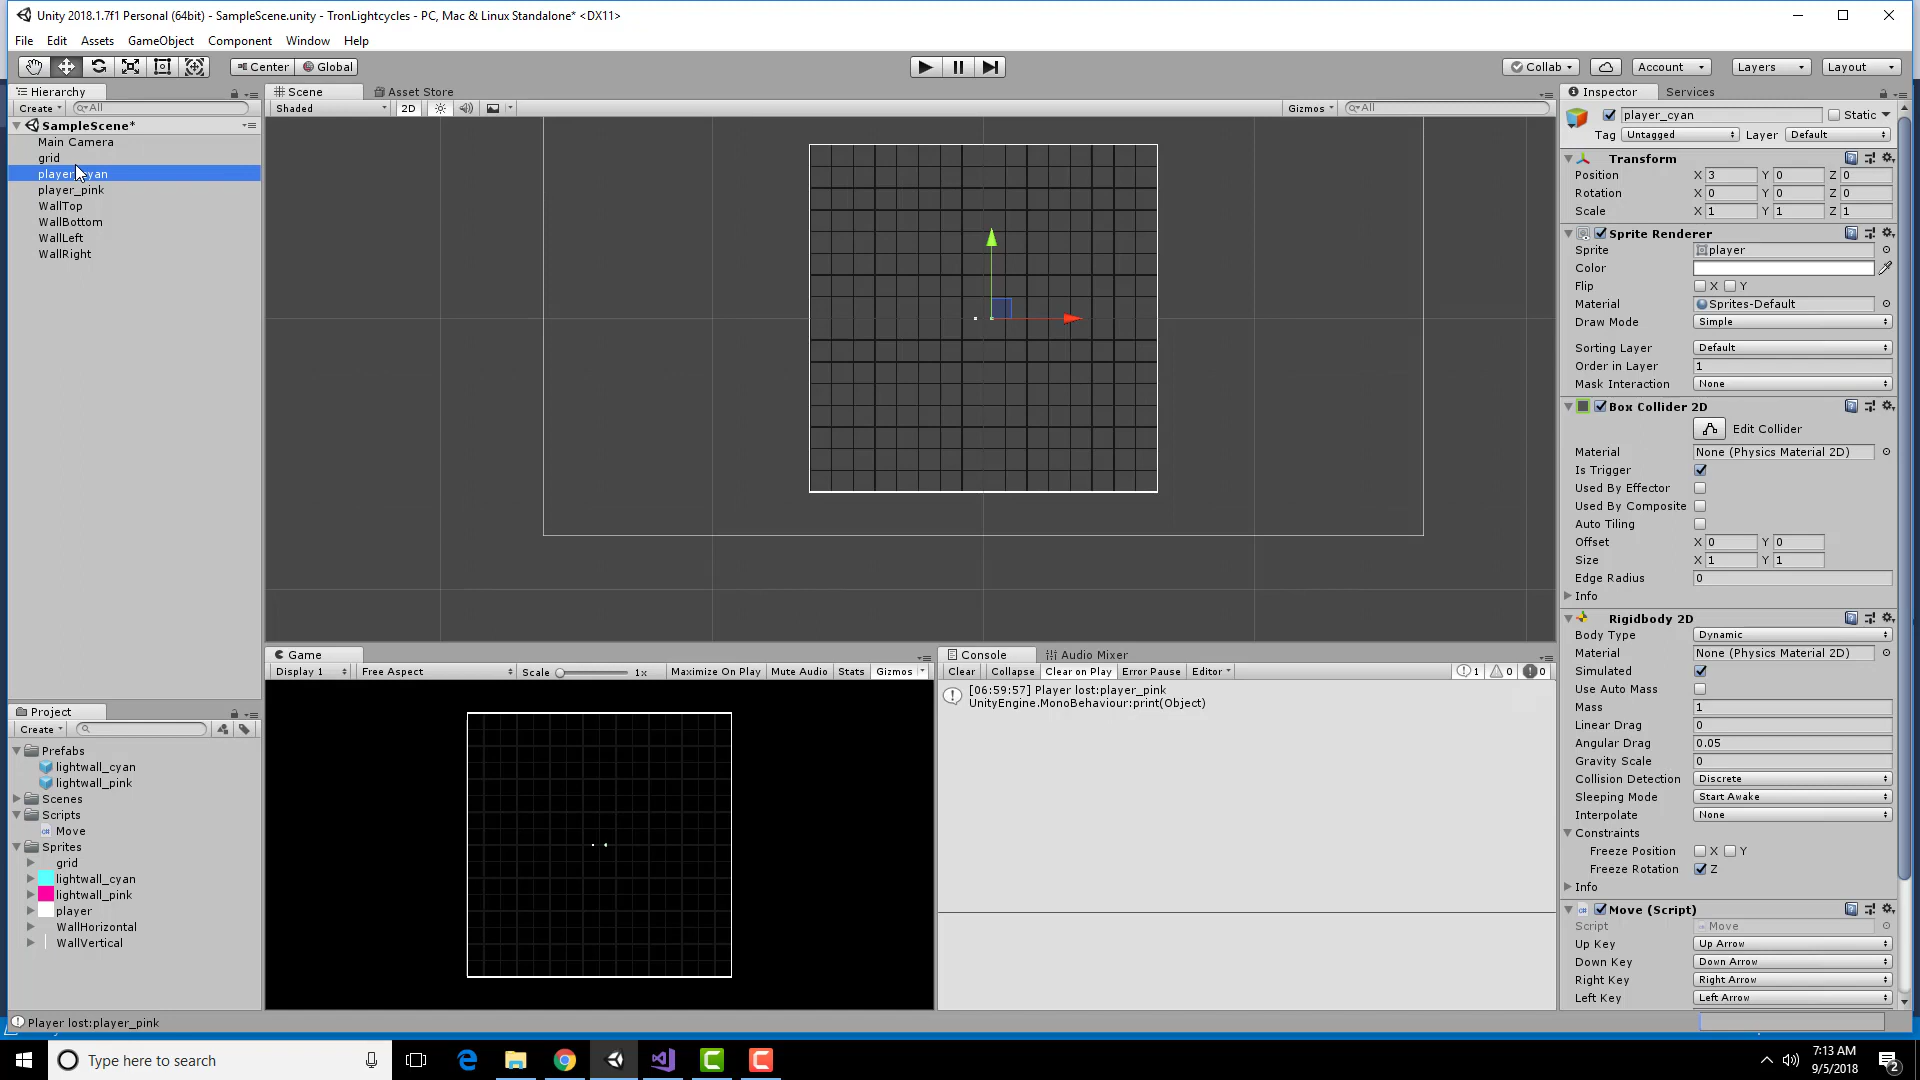 Unity 2018.1.7f1 Personal (64bit) - SampleScene.unity - TronLightcycles - PC, Mac & Linux Standalone* <DX11>
File Edit Assets GameObject Component Window Help
Center Global Collab Account Layers Layout
Hierarchy
Create All
SampleScene*
Main Camera
grid
player_cyan
player_pink
WallTop
WallBottom
WallLeft
WallRight
Scene Asset Store
Shaded 2D Gizmos All
Game
Display 1 Free Aspect Scale 1x Maximize On Play Mute Audio Stats Gizmos
Console Audio Mixer
Clear Collapse Clear on Play Error Pause Editor 1 0 0
[06:59:57] Player lost:player_pink
UnityEngine.MonoBehaviour:print(Object)
Project
Create
Prefabs
lightwall_cyan
lightwall_pink
Scenes
Scripts
Move
Sprites
grid
lightwall_cyan
lightwall_pink
player
WallHorizontal
WallVertical
Player lost:player_pink
Inspector Services
player_cyan Static
Tag Untagged Layer Default
Transform
Position X 3 Y 0 Z 0
Rotation X 0 Y 0 Z 0
Scale X 1 Y 1 Z 1
Sprite Renderer
Sprite player
Color
Flip X Y
Material Sprites-Default
Draw Mode Simple
Sorting Layer Default
Order in Layer 1
Mask Interaction None
Box Collider 2D
Edit Collider
Material None (Physics Material 2D)
Is Trigger
Used By Effector
Used By Composite
Auto Tiling
Offset X 0 Y 0
Size X 1 Y 1
Edge Radius 0
Info
Rigidbody 2D
Body Type Dynamic
Material None (Physics Material 2D)
Simulated
Use Auto Mass
Mass 1
Linear Drag 0
Angular Drag 0.05
Gravity Scale 0
Collision Detection Discrete
Sleeping Mode Start Awake
Interpolate None
Constraints
Freeze Position X Y
Freeze Rotation Z
Info
Move (Script)
Script Move
Up Key Up Arrow
Down Key Down Arrow
Right Key Right Arrow
Left Key Left Arrow
Type here to search
7:13 AM
9/5/2018
2